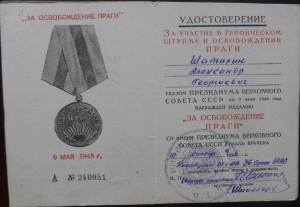 "ЗА ОСВОБОЖДЕНИЕ
ПРАГИ"
9 МАЯ 1945 г.
А № 240951
УДОСТОВЕРЕНИЕ
ЗА УЧАСТИЕ В ГЕРОИЧЕСКОМ
ШТУРМЕ И ОСВОБОЖДЕНИИ
ПРАГИ
Шаталин
Александр
Георгиевич
УКАЗОМ ПРЕЗИДИУМА ВЕРХОВНОГО
СОВЕТА СССР ОТ 9 ИЮНЯ 1945 ГОДА
НАГРАЖДЕН МЕДАЛЬЮ
"ЗА ОСВОБОЖДЕНИЕ
ПРАГИ"
ОТ ИМЕНИ ПРЕЗИДИУМА ВЕРХОВНОГО
СОВЕТА СССР МЕДАЛЬ ВРУЧЕНА